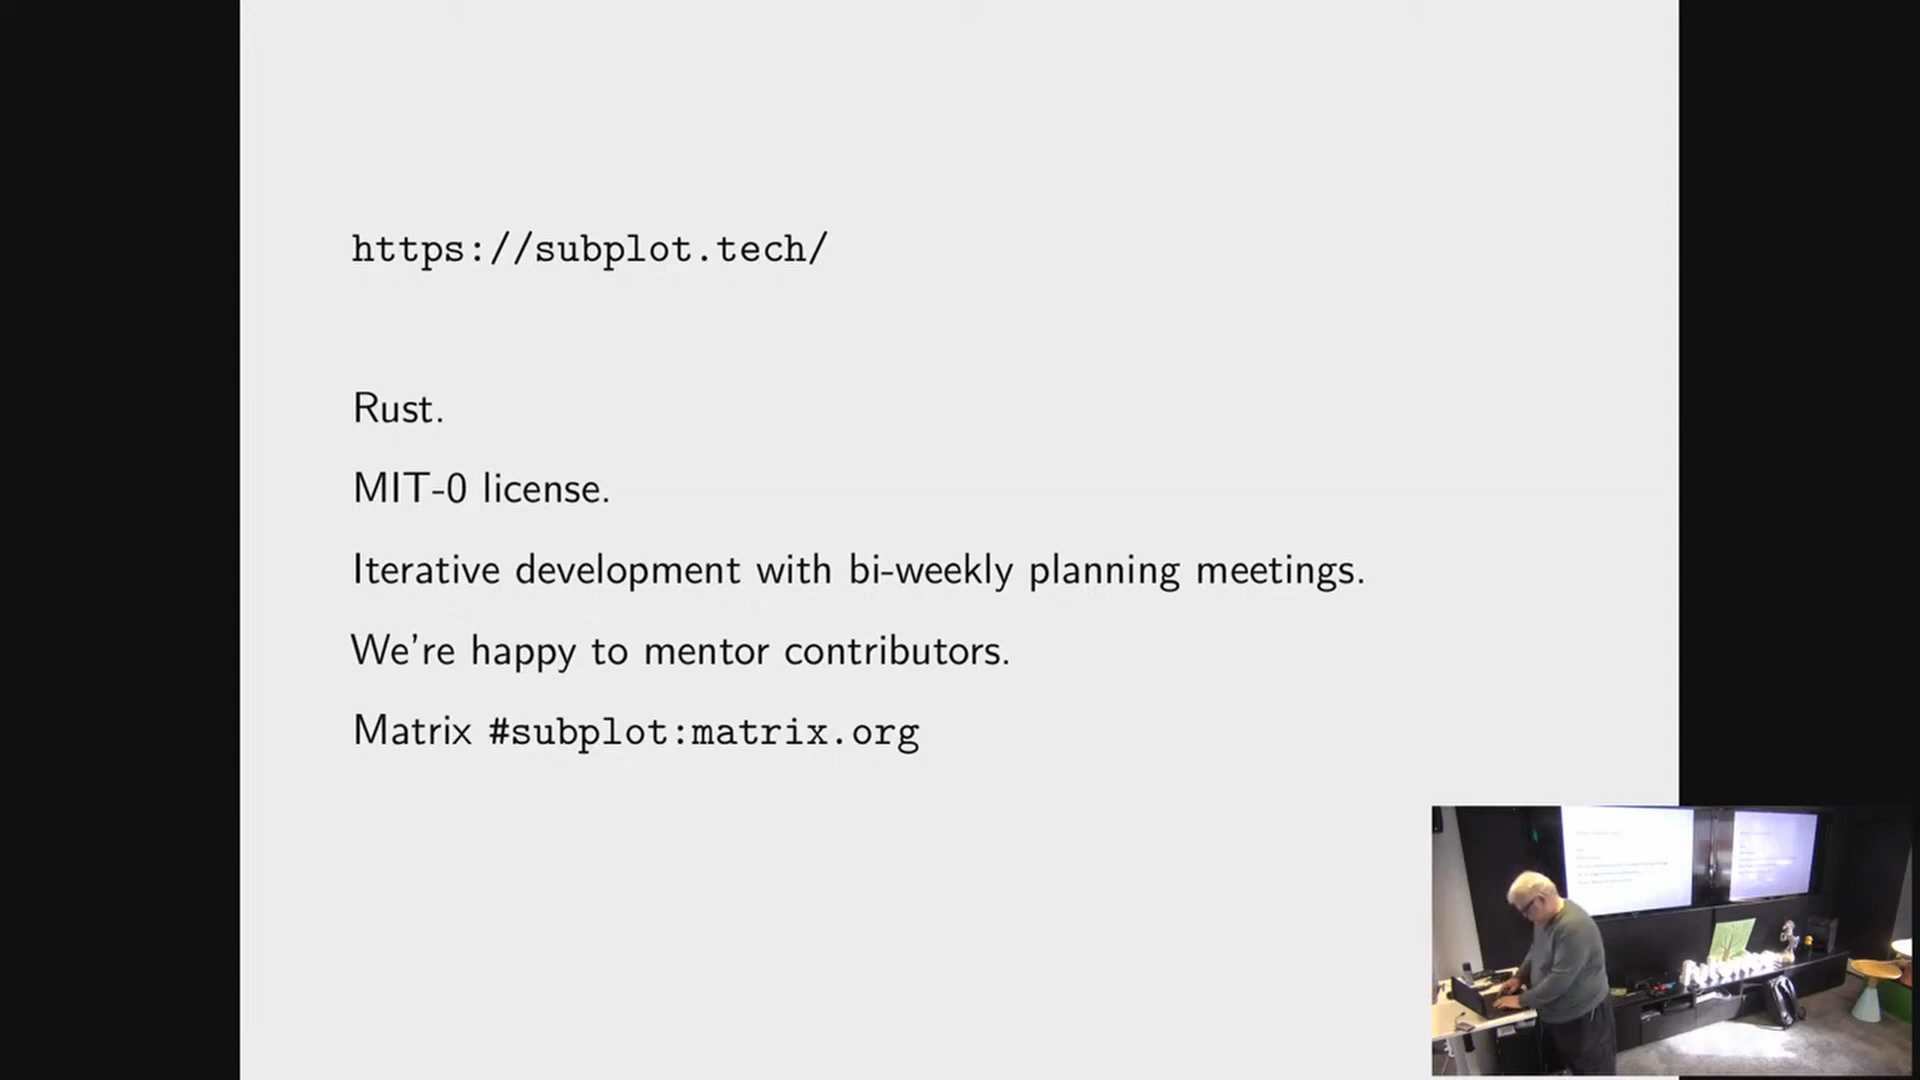 https://subplot.tech/
Rust.
MIT-0 license.
Iterative development with bi-weekly planning meetings.
We're happy to mentor contributors.
Matrix #subplot:matrix.org